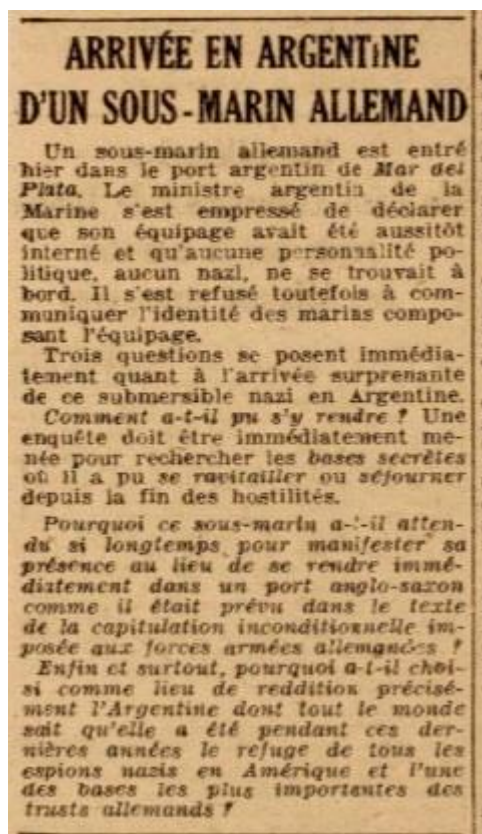 ARRIVÉE EN ARGENTINE
D'UN SOUS-MARIN ALLEMAND
Un sous-marin allemand est entré
hier dans le port argentin de Mar del
Plata. Le ministre argentin de la
Marine s'est empressé de déclarer
que son équipage avait été aussitôt
interné et qu'aucune personnalité po-
litique, aucun nazi, ne se trouvait à
bord. Il s'est refusé toutefois à com-
muniquer l'identité des marins compo-
sant l'équipage.
Trois questions se posent immédia-
tement quant à l'arrivée surprenante
de ce submersible nazi en Argentine.
Comment a-t-il pu s'y rendre ? Une
enquête doit être immédiatement me-
née pour rechercher les bases secrètes
où il a pu se ravitailler ou séjourner
depuis la fin des hostilités.
Pourquoi ce sous-marin a-t-il atten-
du si longtemps pour manifester sa
présence au lieu de se rendre immé-
diatement dans un port anglo-saxon
comme il était prévu dans le texte
de la capitulation inconditionnelle im-
posée aux forces armées allemandes ?
Enfin et surtout, pourquoi a-t-il choi-
si comme lieu de reddition précisé-
ment l'Argentine dont tout le monde
sait qu'elle a été pendant ces der-
nières années le refuge de tous les
espions nazis en Amérique et l'une
des bases les plus importantes des
trusts allemands ?